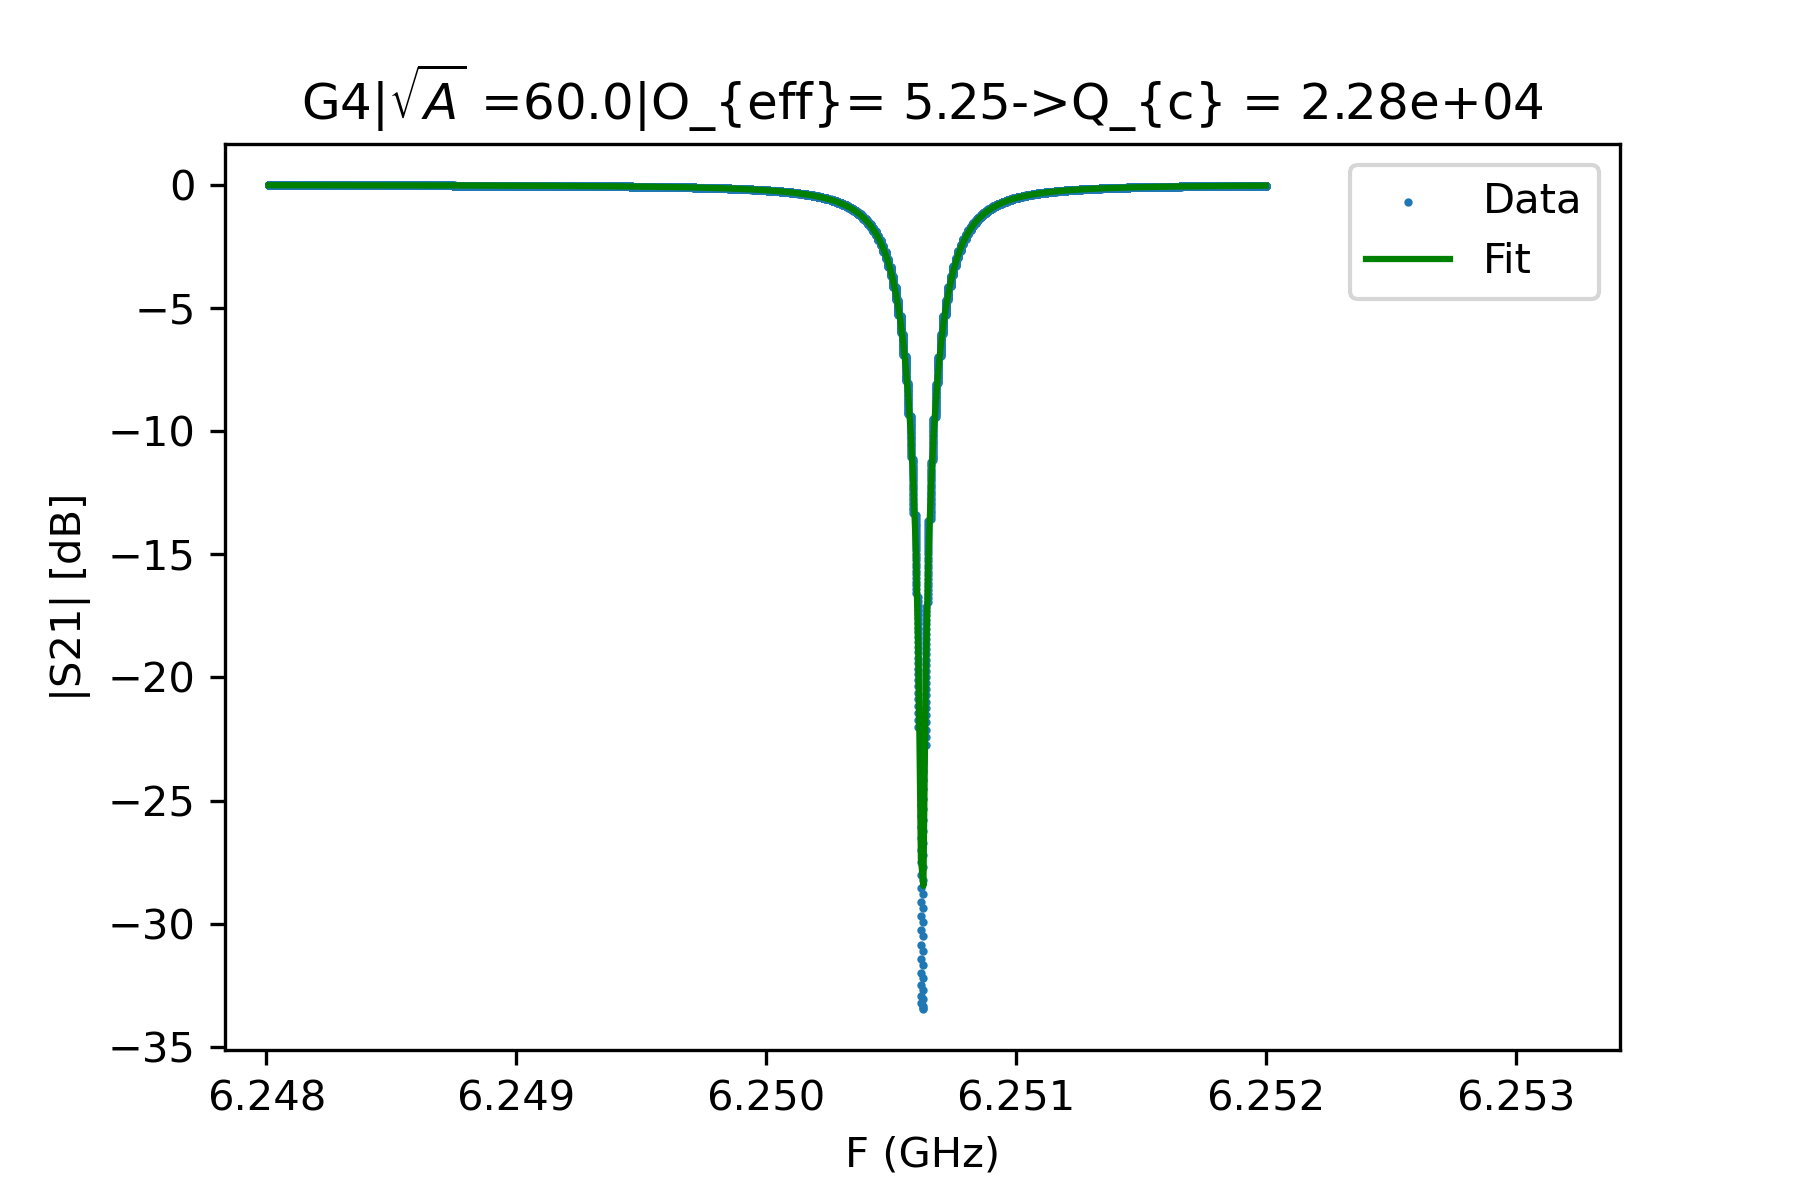 G4|√A =60.0|O_{eff}= 5.25->Q_{c} = 2.28e+04
Data
Fit
0
−5
−10
−15
−20
−25
−30
−35
|S21| [dB]
6.248 6.249 6.250 6.251 6.252 6.253
F (GHz)